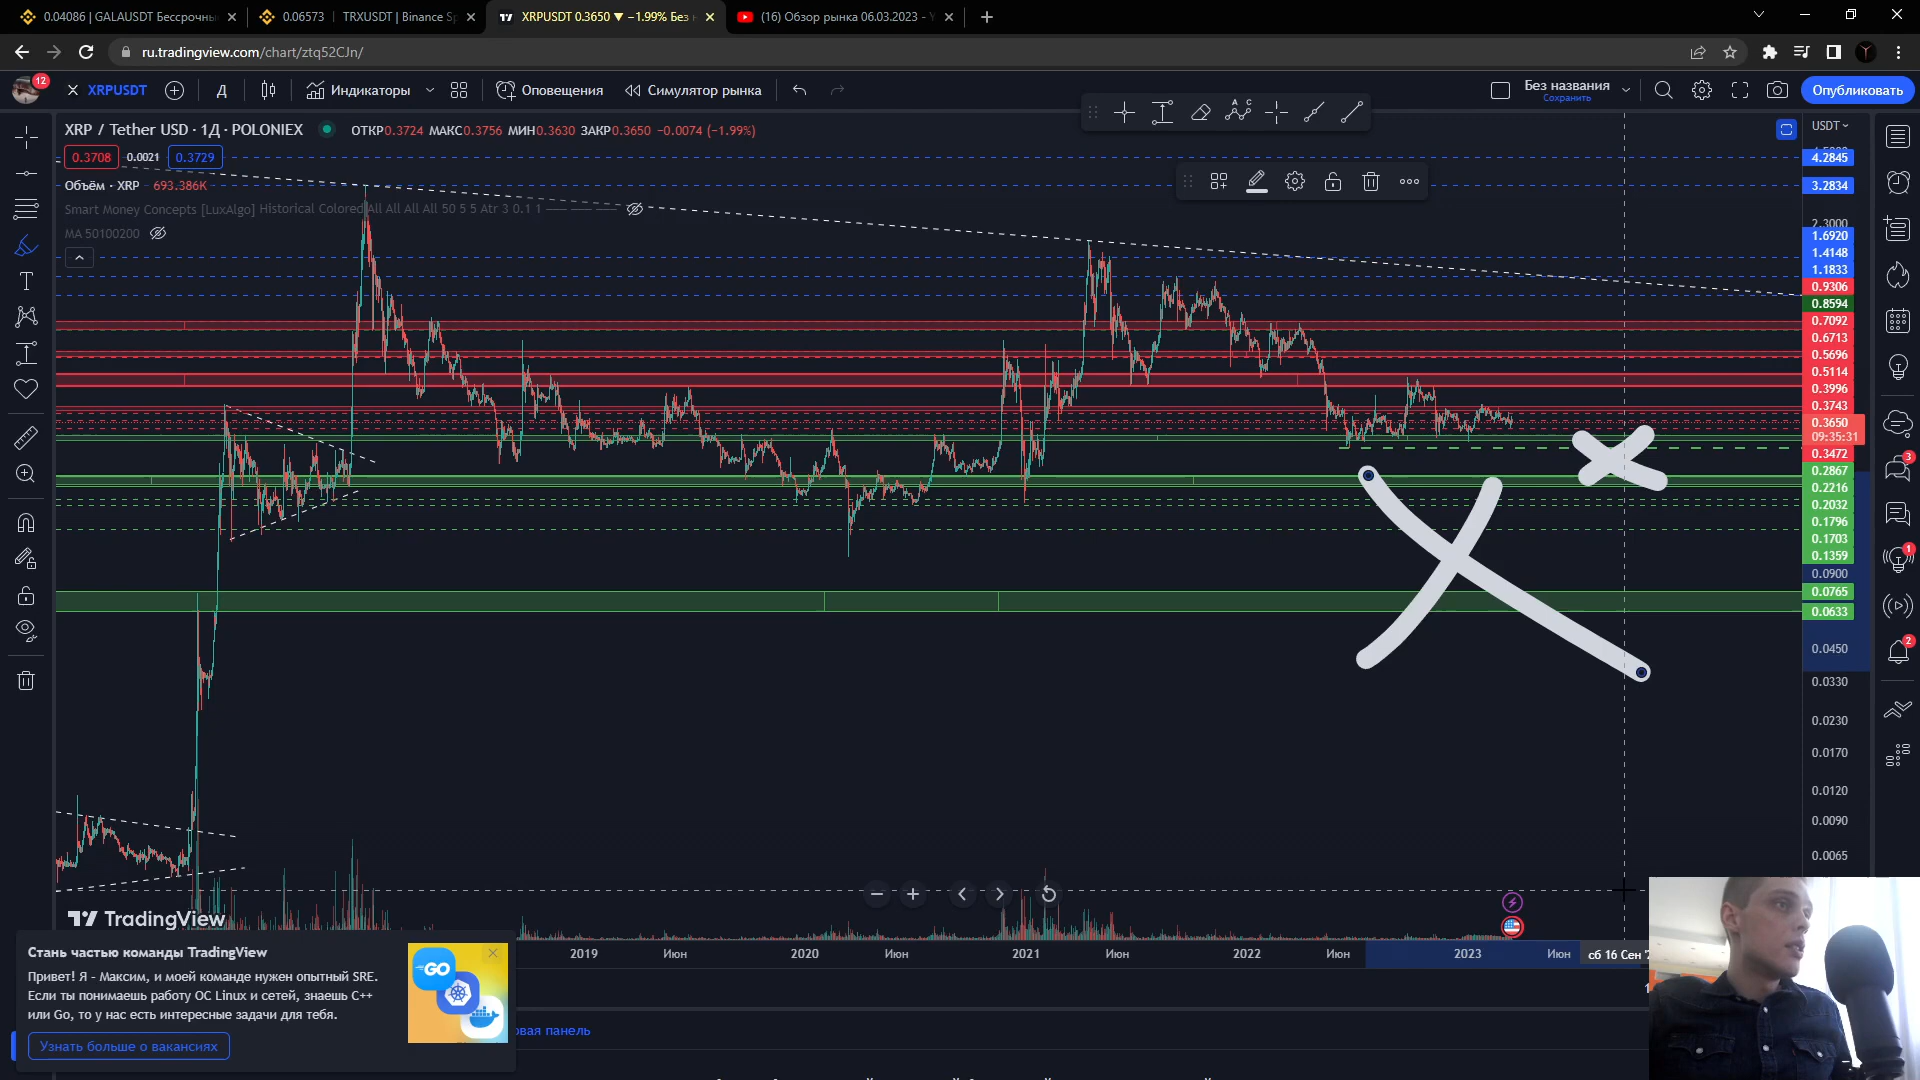 0.04086 | GALAUSDT Бессрочны
0.06573 | TRXUSDT | Binance Sp
XRPUSDT 0.3650 ▼ −1.99% Без
(16) Обзор рынка 06.03.2023 - Y
ru.tradingview.com/chart/ztq52CJn/
12
XRPUSDT
Д
Индикаторы
Оповещения
Симулятор рынка
Без названия
Сохранить
Опубликовать
XRP / Tether USD · 1Д · POLONIEX
ОТКР0.3724 МАКС0.3756 МИН0.3630 ЗАКР0.3650 −0.0074 (−1.99%)
0.3708 0.0021 0.3729
Объём · XRP 693.386K
Smart Money Concepts [LuxAlgo] Historical Colored All All All All 50 5 5 Atr 3 0.1 1
MA 50100200
USDT
4.2845
3.2834
2.3000
1.6920
1.4148
1.1833
0.9306
0.8594
0.7092
0.6713
0.5696
0.5114
0.3996
0.3743
0.3650
09:35:31
0.3472
0.2867
0.2216
0.2032
0.1796
0.1703
0.1359
0.0900
0.0765
0.0633
0.0450
0.0330
0.0230
0.0170
0.0120
0.0090
0.0065
3
1
2
TradingView
2019 Июн 2020 Июн 2021 Июн 2022 Июн 2023 Июн сб 16 Сен
Стань частью команды TradingView
Привет! Я - Максим, и моей команде нужен опытный SRE.
Если ты понимаешь работу ОС Linux и сетей, знаешь C++
или Go, то у нас есть интересные задачи для тебя.
Узнать больше о вакансиях
GO
овая панель